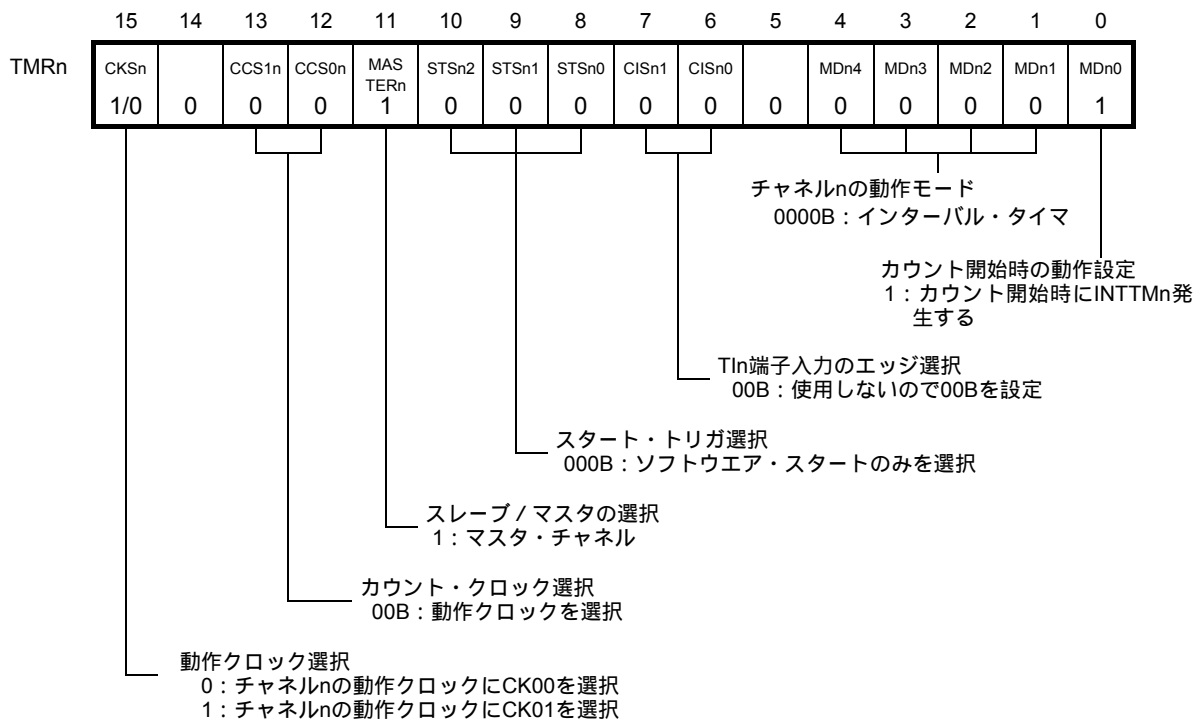 15 14 13 12 11 10 9 8 7 6 5 4 3 2 1 0
TMRn CKSn CCS1n CCS0n MAS TERn STSn2 STSn1 STSn0 CISn1 CISn0 MDn4 MDn3 MDn2 MDn1 MDn0
1/0 0 0 0 1 0 0 0 0 0 0 0 0 0 0 1
チャネルnの動作モード
0000B：インターバル・タイマ
カウント開始時の動作設定
1：カウント開始時にINTTMn発
生する
TIn端子入力のエッジ選択
00B：使用しないので00Bを設定
スタート・トリガ選択
000B：ソフトウエア・スタートのみを選択
スレーブ／マスタの選択
1：マスタ・チャネル
カウント・クロック選択
00B：動作クロックを選択
動作クロック選択
0：チャネルnの動作クロックにCK00を選択
1：チャネルnの動作クロックにCK01を選択